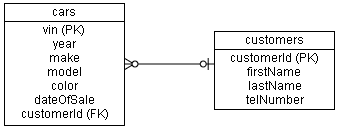 cars
vin (PK)
year
make
model
color
dateOfSale
customerId (FK)
customers
customerId (PK)
firstName
lastName
telNumber